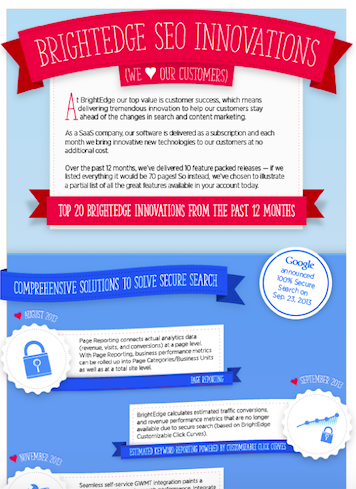 BRIGHTEDGE SEO INNOVATIONS
(WE ♥ OUR CUSTOMERS)
At BrightEdge our top value is customer success, which means
delivering tremendous innovation to help our customers stay
ahead of the changes in search and content marketing.
As a SaaS company, our software is delivered as a subscription and each
month we bring innovative new technologies to our customers at no
additional cost.
Over the past 12 months, we've delivered 10 feature packed releases — if we
listed everything it would be 70 pages! So instead, we've chosen to illustrate
a partial list of all the great features available in your account today.
TOP 20 BRIGHTEDGE INNOVATIONS FROM THE PAST 12 MONTHS
Google
announced
100% Secure
Search on
Sep. 23, 2013
COMPREHENSIVE SOLUTIONS TO SOLVE SECURE SEARCH
AUGUST 2013
Page Reporting connects actual analytics data
(revenue, visits, and conversions) at a page level.
With Page Reporting, business performance metrics
can be rolled up into Page Categories/Business Units
as well as at a total site level.
PAGE REPORTING
SEPTEMBER 2013
BrightEdge calculates estimated traffic conversions,
and revenue performance metrics that are no longer
available due to secure search (based on BrightEdge
Customizable Click Curves).
ESTIMATED KEYWORD REPORTING POWERED BY CUSTOMIZABLE CLICK CURVES
NOVEMBER 2013
Seamless self-service GWMT integration paints a